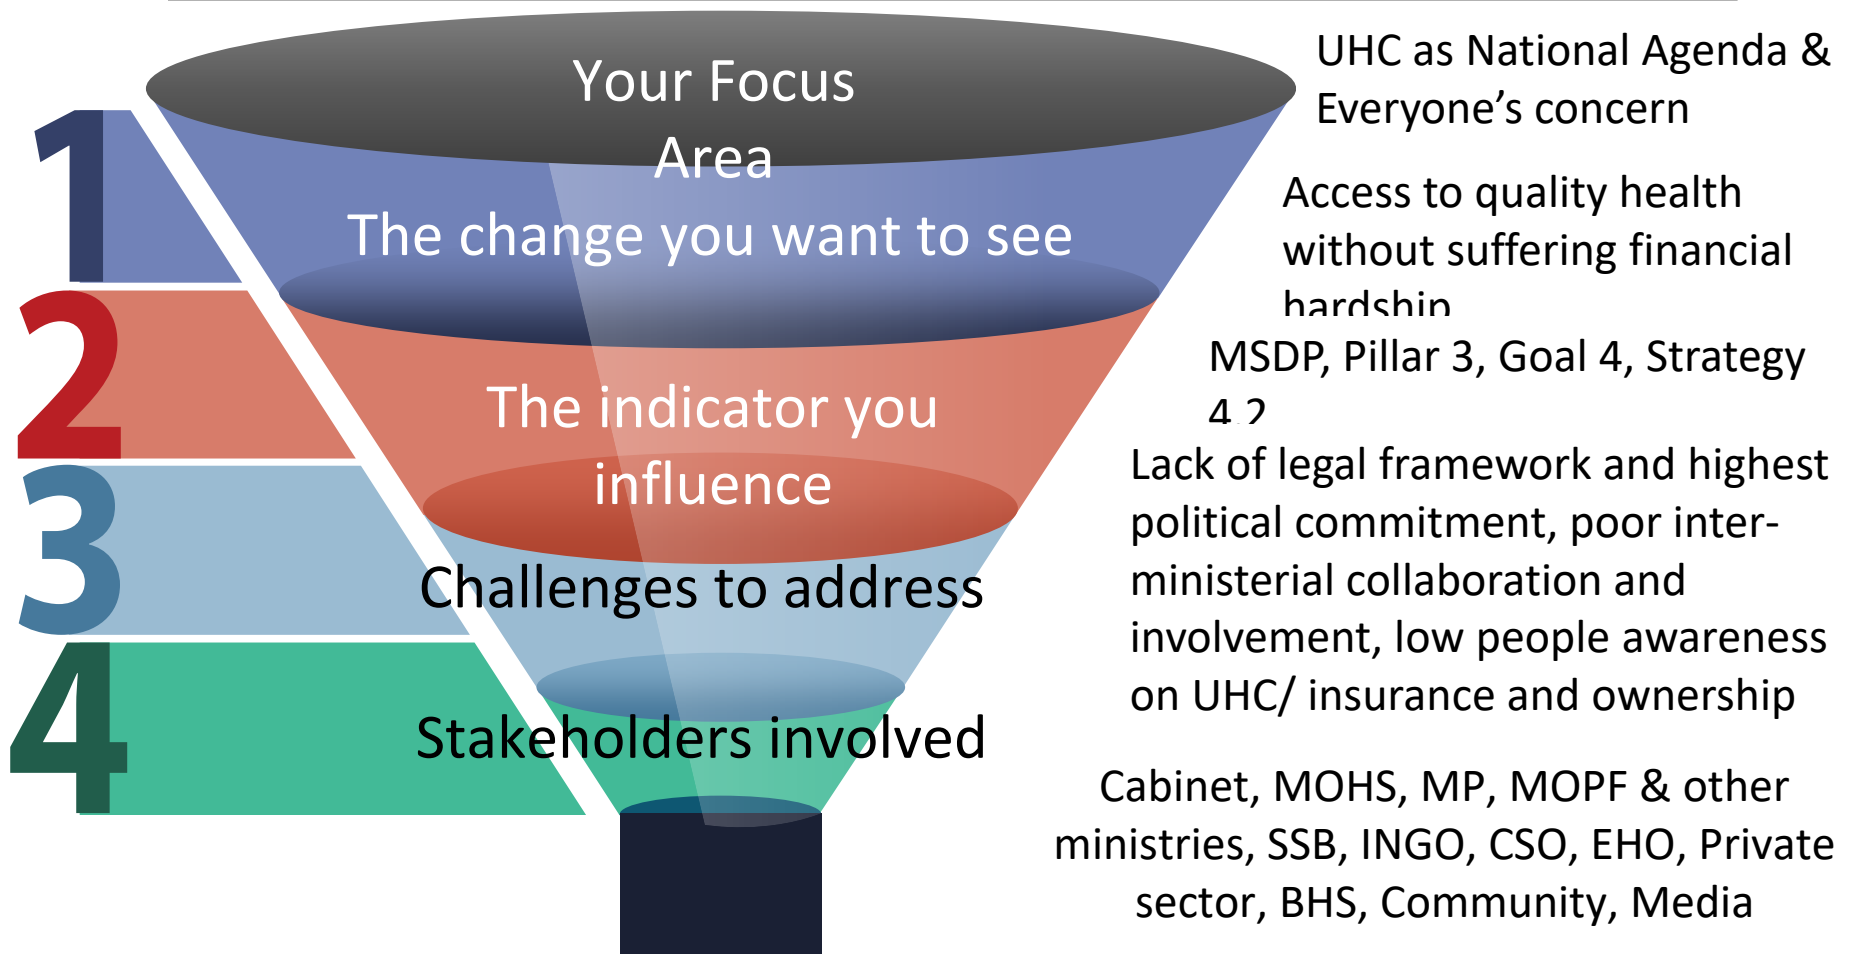 Your Focus
Area
UHC as National Agenda &
Everyone’s concern
1
The change you want to see
Access to quality health
without suffering financial
hardship
2
The indicator you
influence
MSDP, Pillar 3, Goal 4, Strategy
4.2
3
Challenges to address
Lack of legal framework and highest
political commitment, poor inter-
ministerial collaboration and
involvement, low people awareness
on UHC/ insurance and ownership
4
Stakeholders involved
Cabinet, MOHS, MP, MOPF & other
ministries, SSB, INGO, CSO, EHO, Private
sector, BHS, Community, Media